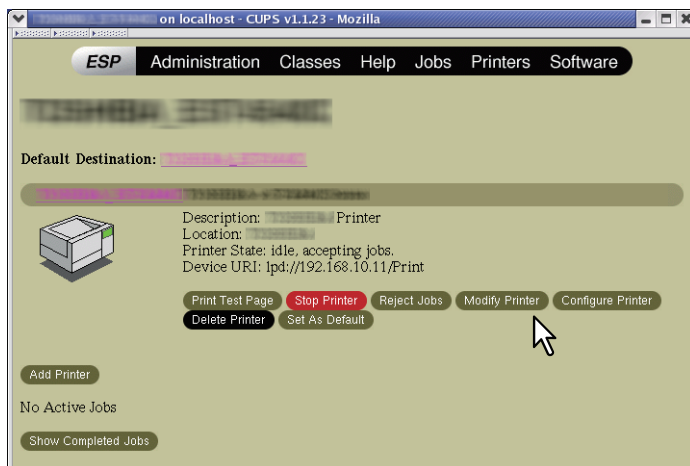 on localhost - CUPS v1.1.23 - Mozilla
ESP Administration Classes Help Jobs Printers Software
Default Destination:
Description: Printer
Location:
Printer State: idle, accepting jobs.
Device URI: lpd://192.168.10.11/Print
Print Test Page Stop Printer Reject Jobs Modify Printer Configure Printer
Delete Printer Set As Default
Add Printer
No Active Jobs
Show Completed Jobs